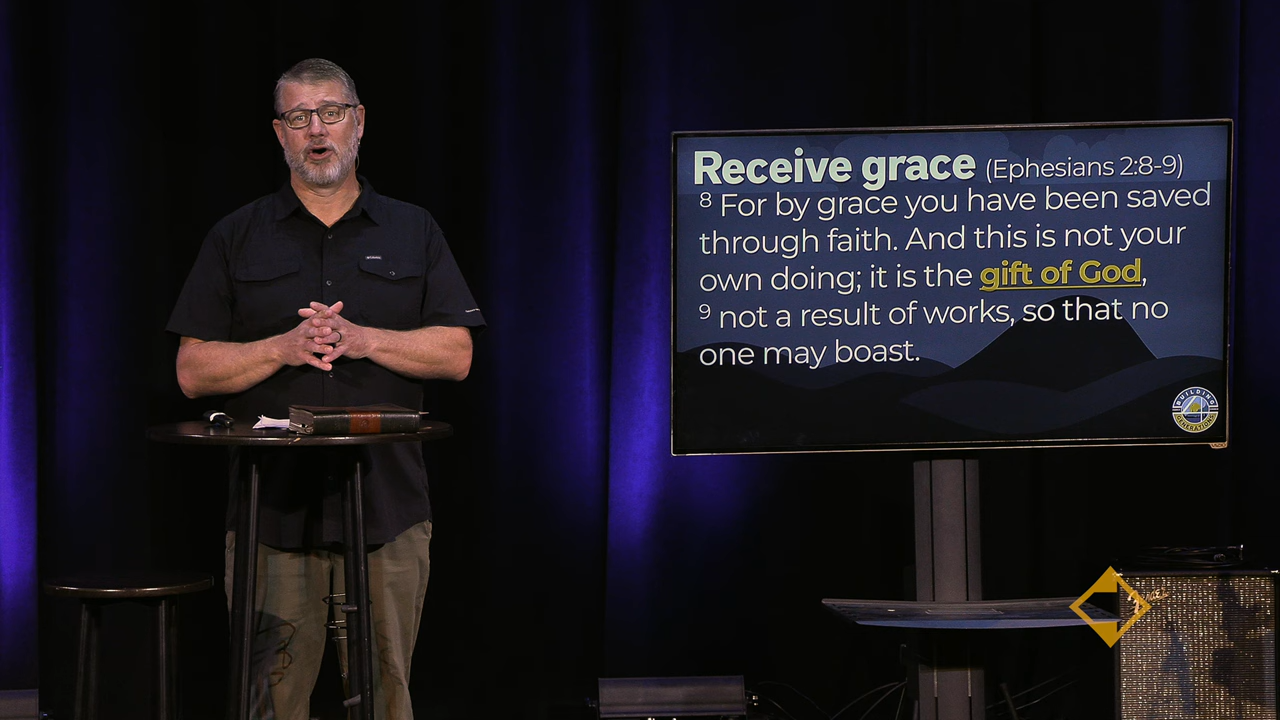 Receive grace (Ephesians 2:8-9)
8 For by grace you have been saved
through faith. And this is not your
own doing; it is the gift of God,
9 not a result of works, so that no
one may boast.
BUILDING
GENERATIONS